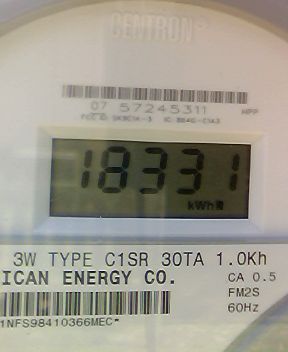 CENTRON®
07 57245311 APP
18331
kWh
3W TYPE C1SR 30TA 1.0Kh
ICAN ENERGY CO.
CA 0.5
FM2S
60Hz
1NFS98410366MEC*